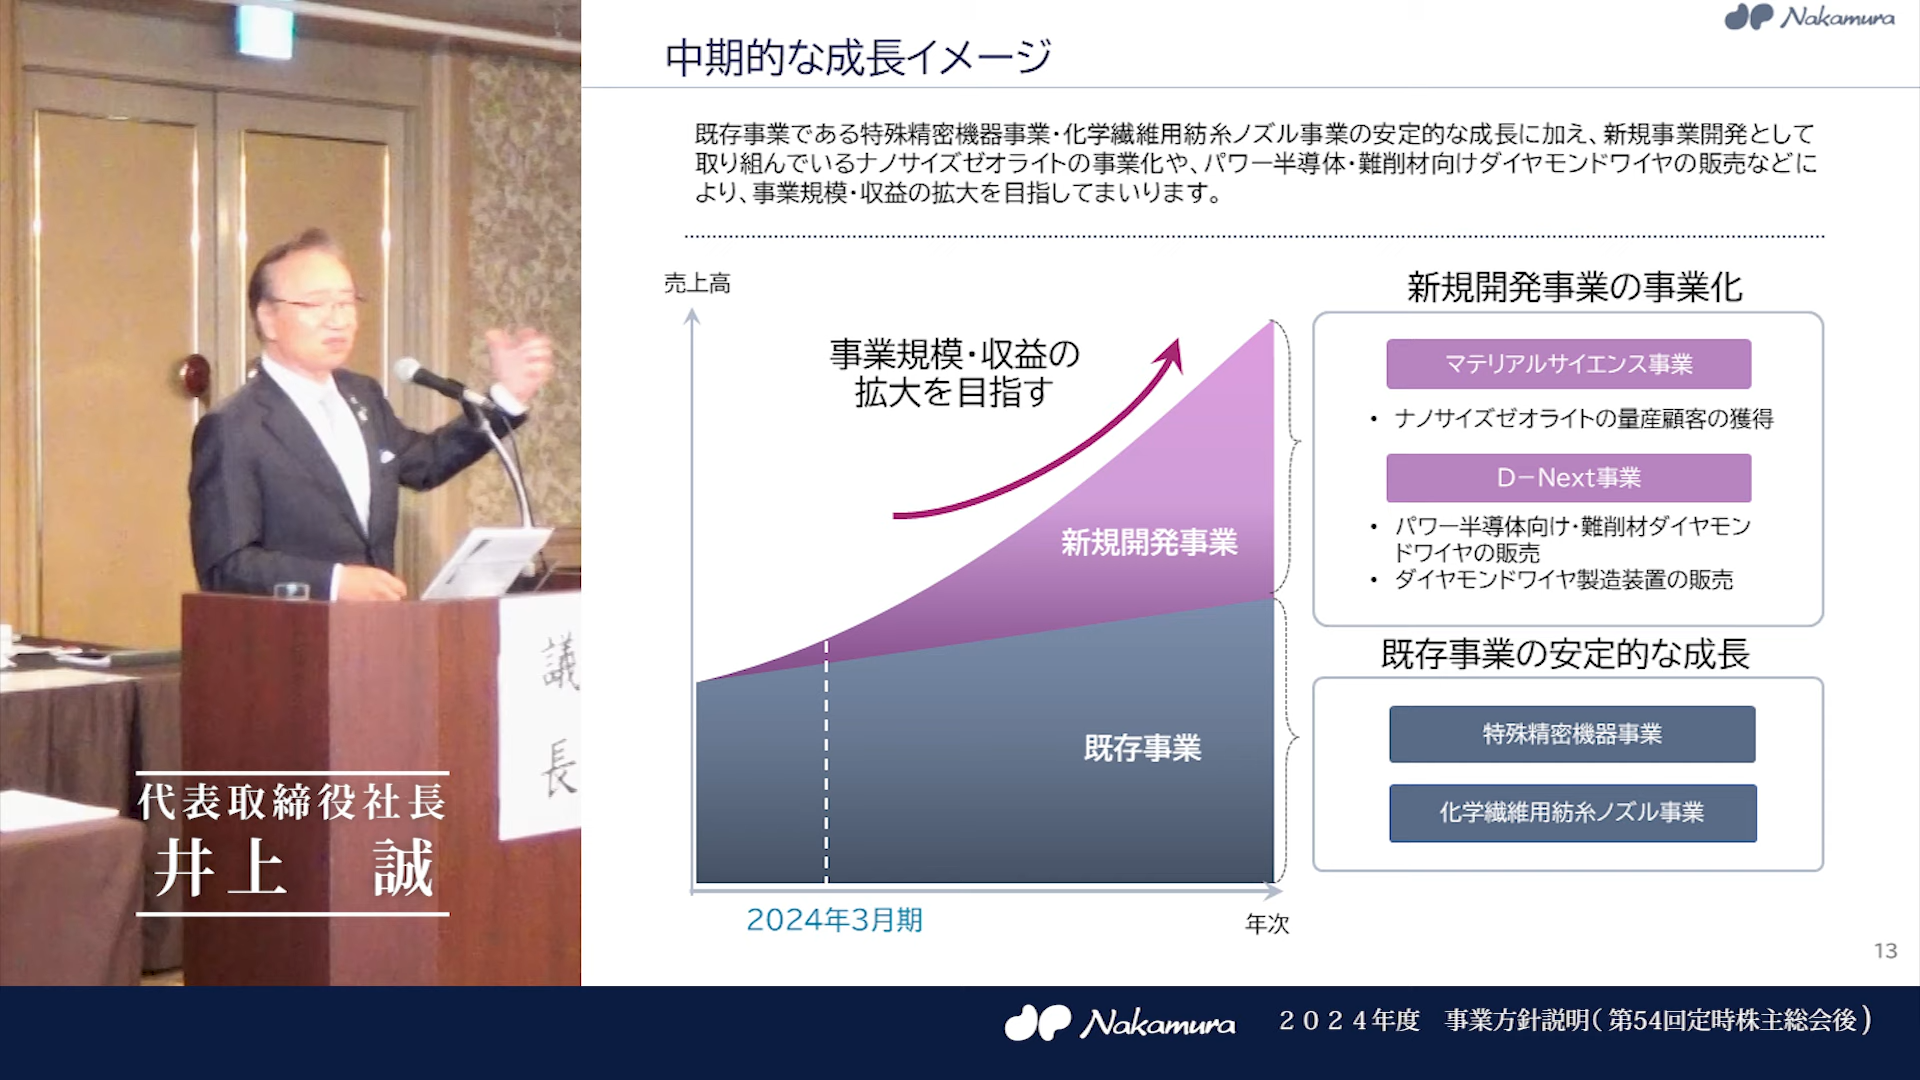 Nakamura
中期的な成長イメージ
既存事業である特殊精密機器事業・化学繊維用紡糸ノズル事業の安定的な成長に加え、新規事業開発として
取り組んでいるナノサイズゼオライトの事業化や、パワー半導体・難削材向けダイヤモンドワイヤの販売などに
より、事業規模・収益の拡大を目指してまいります。
売上高
事業規模・収益の
拡大を目指す
新規開発事業
既存事業
2024年3月期
年次
新規開発事業の事業化
マテリアルサイエンス事業
• ナノサイズゼオライトの量産顧客の獲得
D－Next事業
• パワー半導体向け・難削材ダイヤモン
ドワイヤの販売
• ダイヤモンドワイヤ製造装置の販売
既存事業の安定的な成長
特殊精密機器事業
化学繊維用紡糸ノズル事業
13
議長
代表取締役社長
井上　誠
Nakamura
２０２４年度　事業方針説明（第54回定時株主総会後）